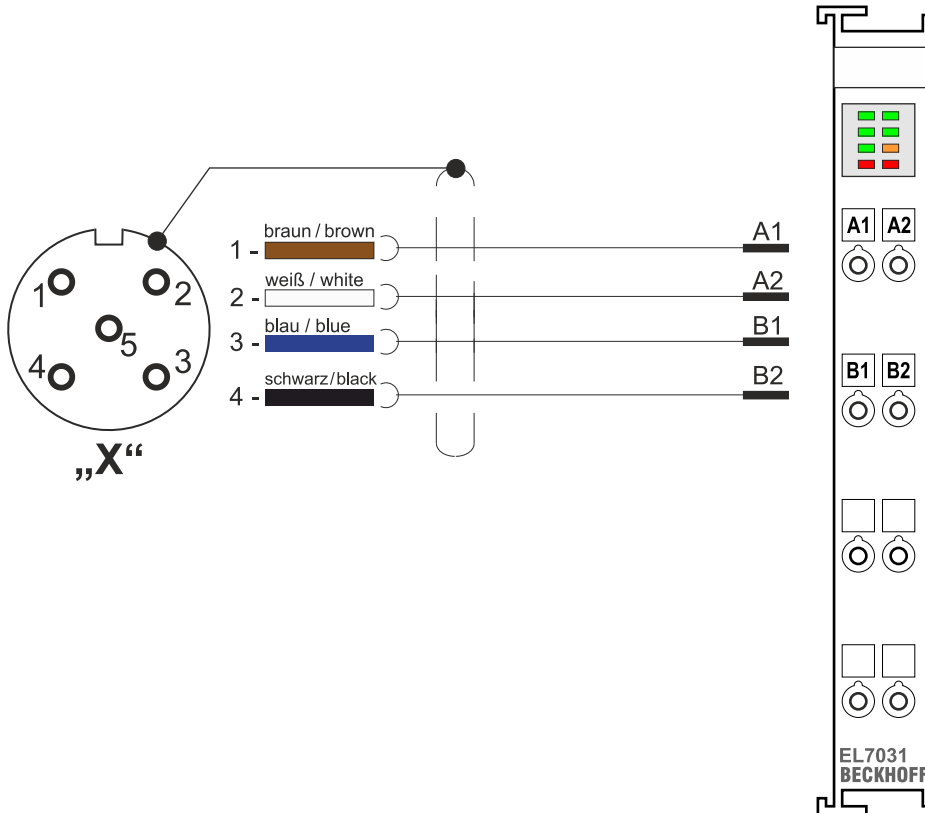 1
2
5
4
3
„X“
braun / brown
1 -
weiß / white
2 -
blau / blue
3 -
schwarz/black
4 -
A1
A2
B1
B2
A1 A2
B1 B2
EL7031
BECKHOFF